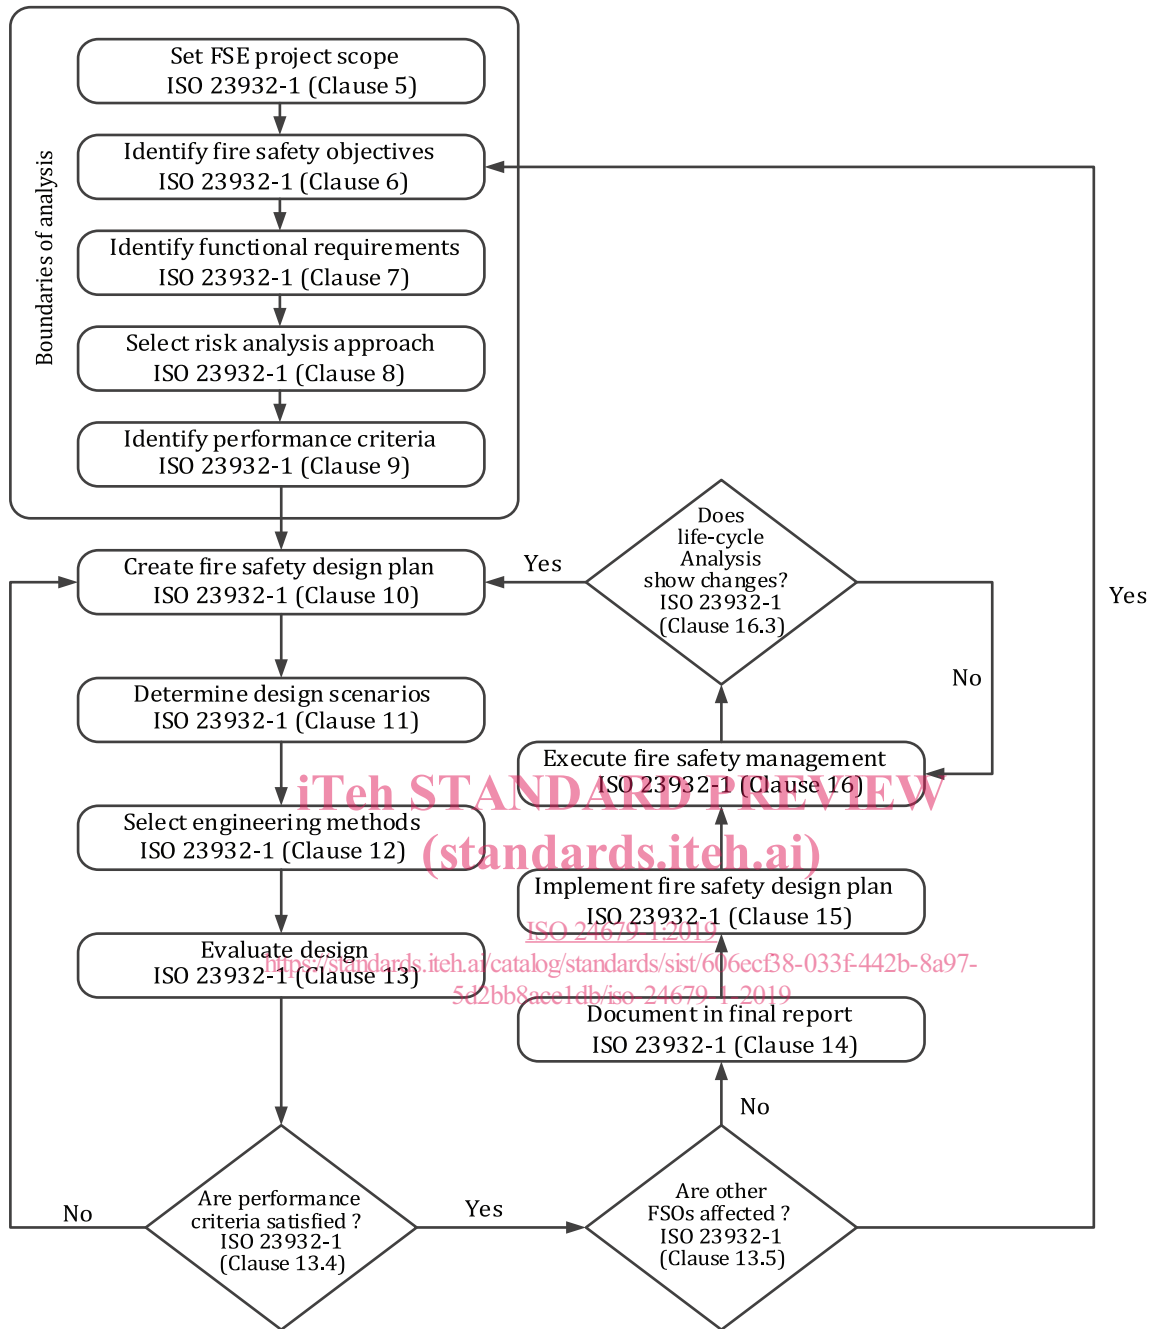 Boundaries of analysis
Set FSE project scope
ISO 23932-1 (Clause 5)
Identify fire safety objectives
ISO 23932-1 (Clause 6)
Identify functional requirements
ISO 23932-1 (Clause 7)
Select risk analysis approach
ISO 23932-1 (Clause 8)
Identify performance criteria
ISO 23932-1 (Clause 9)
Create fire safety design plan
ISO 23932-1 (Clause 10)
Yes
Does
life-cycle
Analysis
show changes?
ISO 23932-1
(Clause 16.3)
Yes
No
Determine design scenarios
ISO 23932-1 (Clause 11)
Execute fire safety management
ISO 23932-1 (Clause 16)
iTeh STANDARD PREVIEW
(standards.iteh.ai)
Select engineering methods
ISO 23932-1 (Clause 12)
Implement fire safety design plan
ISO 23932-1 (Clause 15)
ISO 24679-1:2019
https://standards.iteh.ai/catalog/standards/sist/606ecf38-033f-442b-8a97-
5d2bb8ace1db/iso-24679-1-2019
Evaluate design
ISO 23932-1 (Clause 13)
Document in final report
ISO 23932-1 (Clause 14)
No
Are performance
criteria satisfied ?
ISO 23932-1
(Clause 13.4)
No
Yes
Are other
FSOs affected ?
ISO 23932-1
(Clause 13.5)